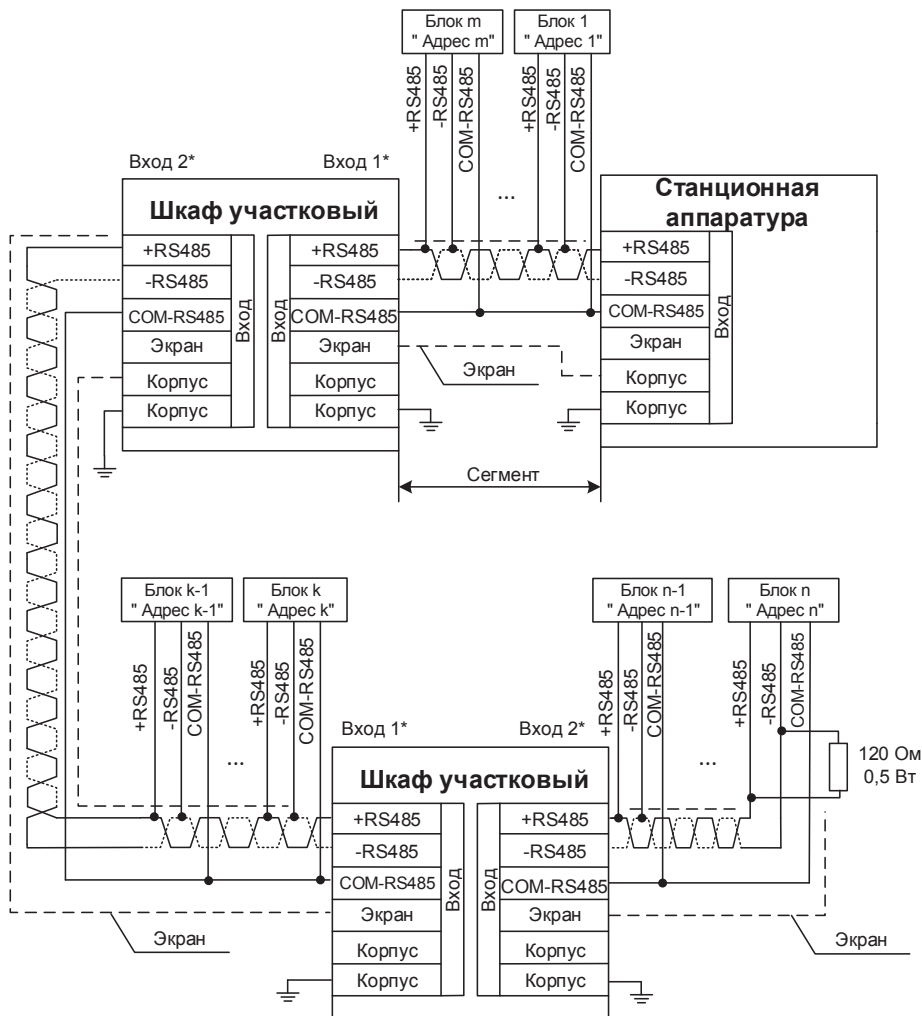 Блок m
" Адрес m"
Блок 1
" Адрес 1"
+RS485
-RS485
COM-RS485
...
+RS485
-RS485
COM-RS485
Вход 2*
Вход 1*
Шкаф участковый
+RS485
-RS485
COM-RS485
Экран
Корпус
Корпус
Вход
Вход
+RS485
-RS485
COM-RS485
Экран
Корпус
Корпус
Экран
Станционная
аппаратура
+RS485
-RS485
COM-RS485
Экран
Корпус
Корпус
Вход
Сегмент
Блок k-1
" Адрес k-1"
Блок k
" Адрес k"
+RS485
-RS485
COM-RS485
...
+RS485
-RS485
COM-RS485
Блок n-1
" Адрес n-1"
Блок n
" Адрес n"
+RS485
-RS485
COM-RS485
...
+RS485
-RS485
COM-RS485
120 Ом
0,5 Вт
Вход 1*
Вход 2*
Шкаф участковый
+RS485
-RS485
COM-RS485
Экран
Корпус
Корпус
Вход
Вход
+RS485
-RS485
COM-RS485
Экран
Корпус
Корпус
Экран
Экран